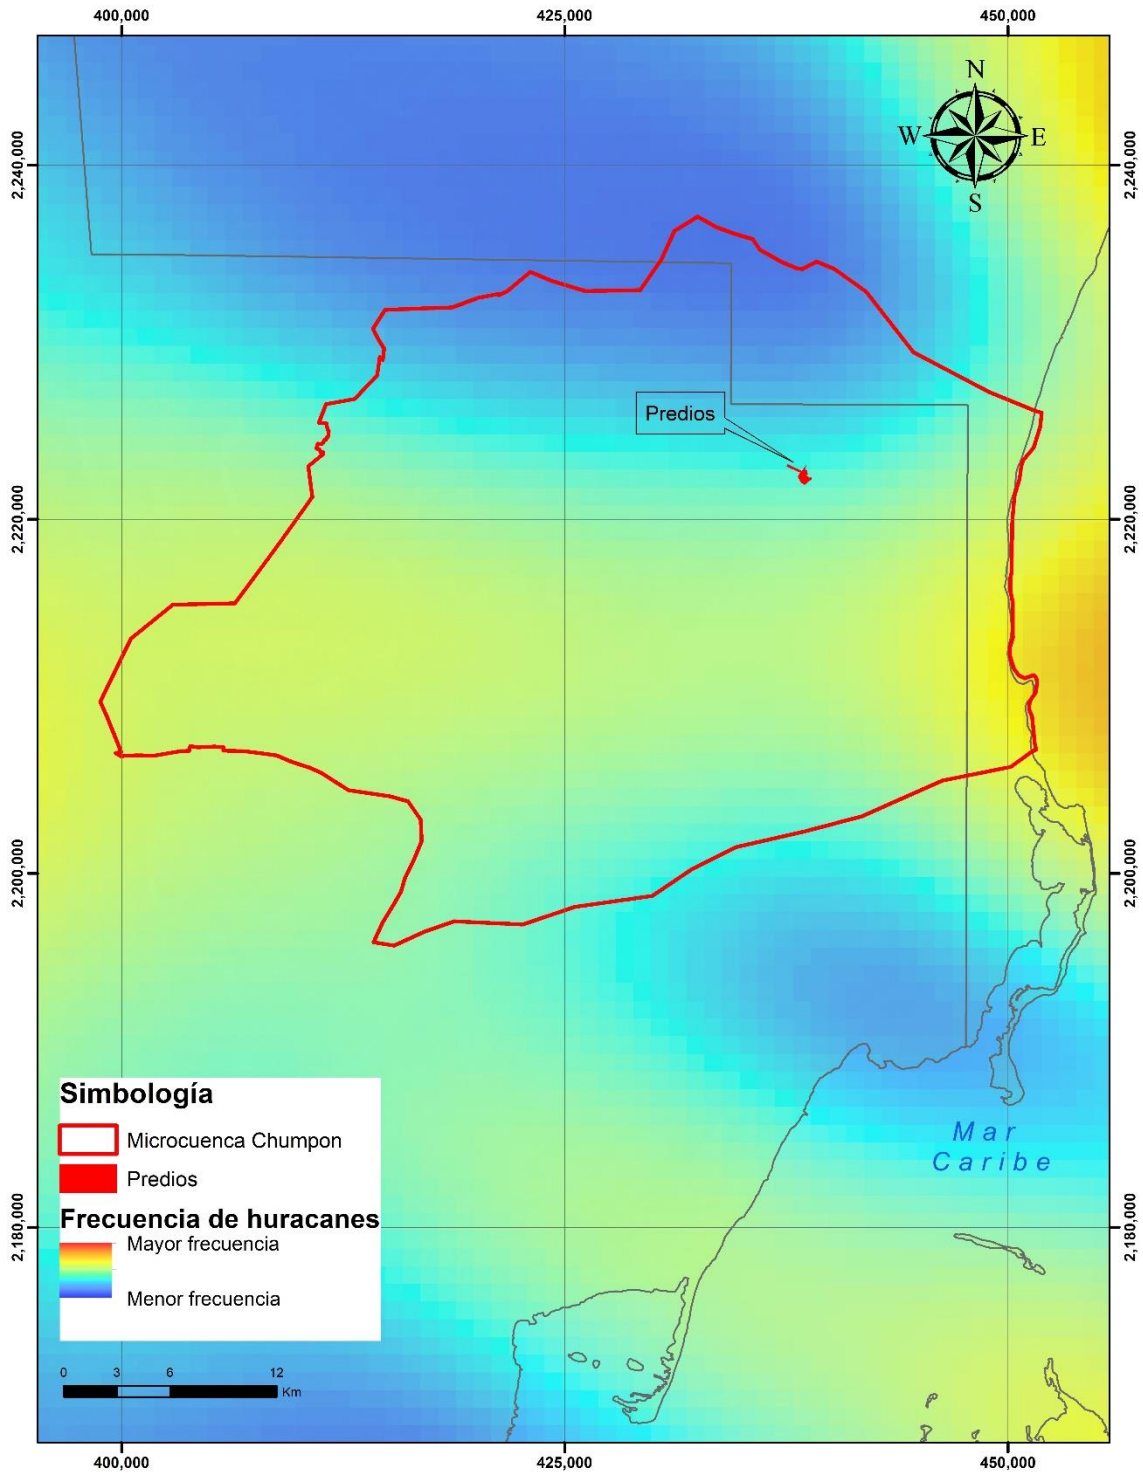 400,000
425,000
450,000
N
W
E
S
2,240,000
2,240,000
Predios
2,220,000
2,220,000
2,200,000
2,200,000
Simbología
Microcuenca Chumpon
Predios
Frecuencia de huracanes
Mayor frecuencia
Menor frecuencia
Mar
Caribe
2,180,000
2,180,000
0 3 6 12
Km
400,000
425,000
450,000